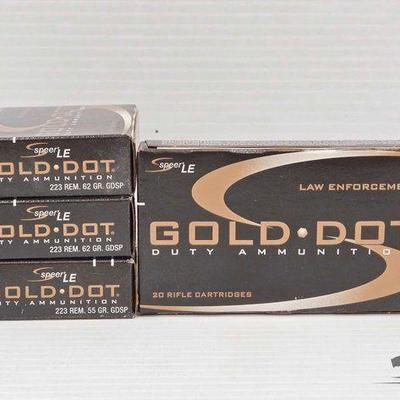 Speer LE
GOLD DOT
DUTY AMMUNITION
223 REM. 62 GR. GDSP
Speer LE
GOLD DOT
DUTY AMMUNITION
223 REM. 62 GR. GDSP
Speer LE
GOLD DOT
DUTY AMMUNITION
223 REM. 55 GR. GDSP
Speer LE
LAW ENFORCEME
GOLD DOT
DUTY AMMUNITIO
20 RIFLE CARTRIDGES